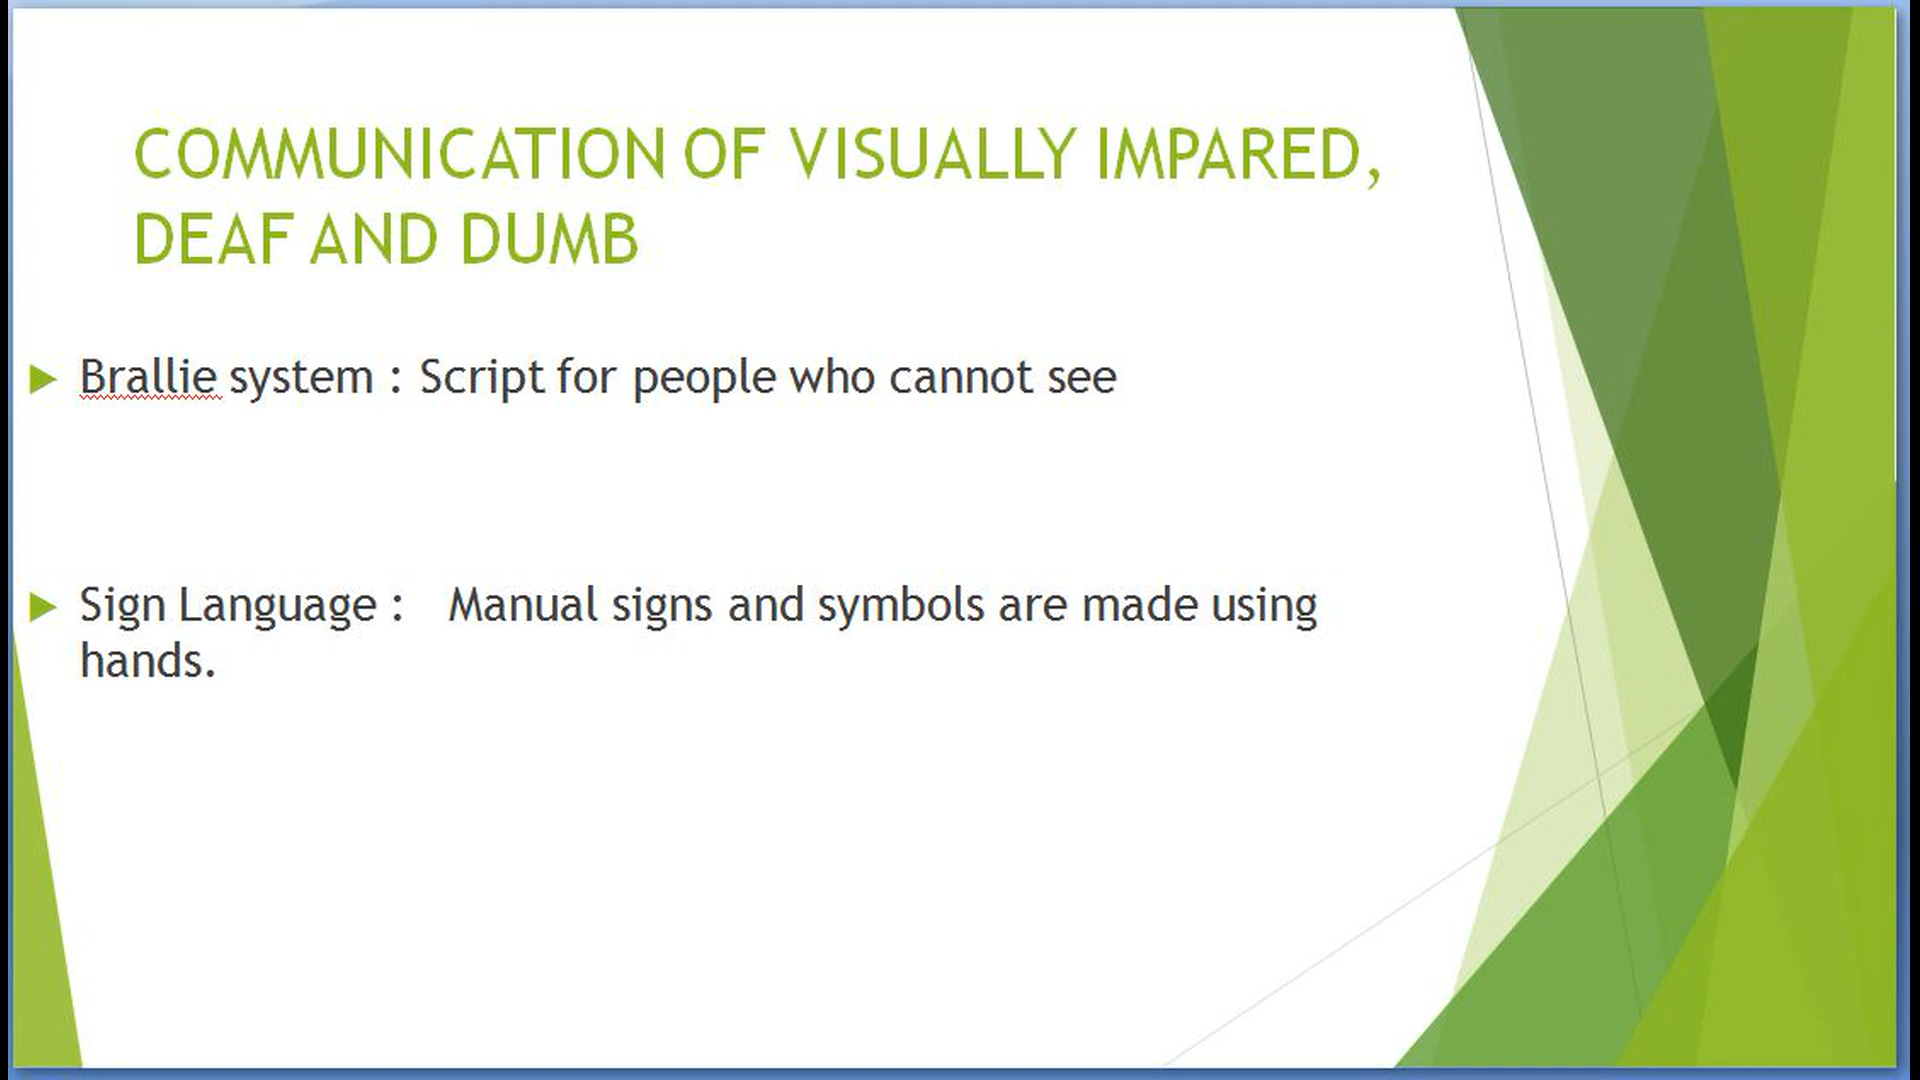 COMMUNICATION OF VISUALLY IMPARED,
DEAF AND DUMB
Brallie system : Script for people who cannot see
Sign Language : Manual signs and symbols are made using
hands.